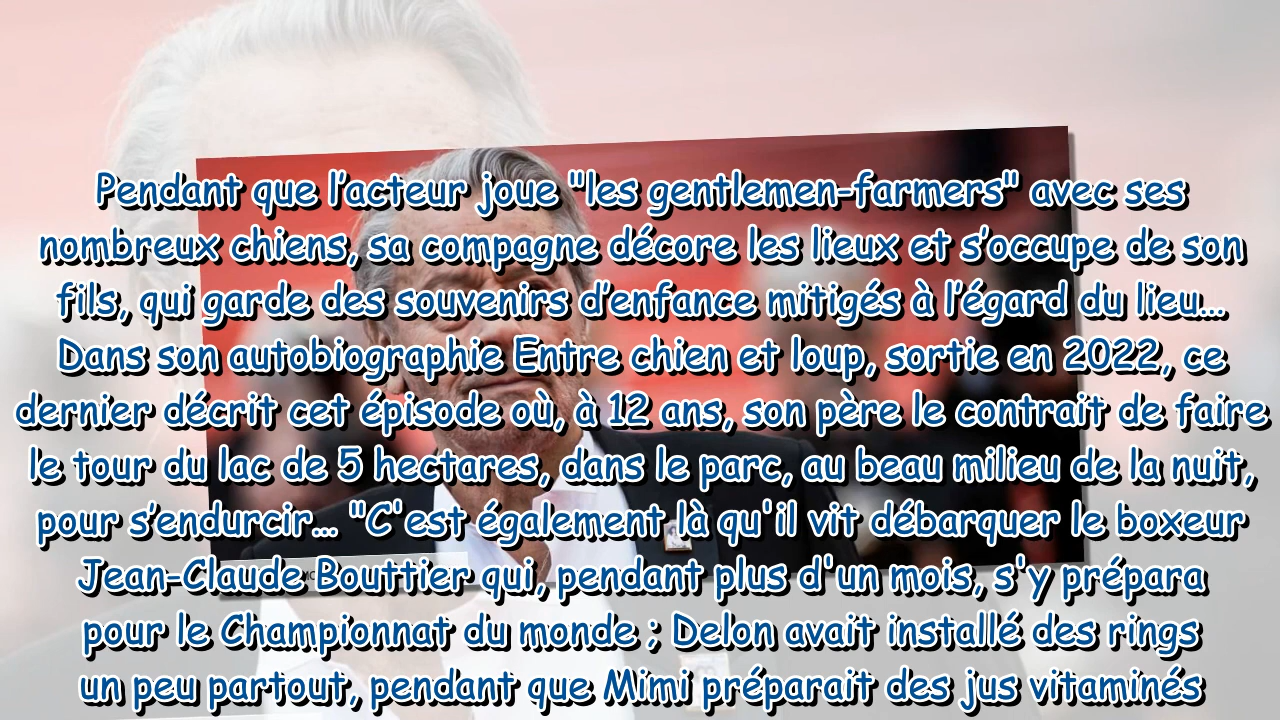 Pendant que l’acteur joue "les gentlemen-farmers" avec ses
nombreux chiens, sa compagne décore les lieux et s’occupe de son
fils, qui garde des souvenirs d’enfance mitigés à l’égard du lieu...
Dans son autobiographie Entre chien et loup, sortie en 2022, ce
dernier décrit cet épisode où, à 12 ans, son père le contrait de faire
le tour du lac de 5 hectares, dans le parc, au beau milieu de la nuit,
pour s’endurcir... "C'est également là qu'il vit débarquer le boxeur
Jean-Claude Bouttier qui, pendant plus d'un mois, s'y prépara
pour le Championnat du monde ; Delon avait installé des rings
un peu partout, pendant que Mimi préparait des jus vitaminés